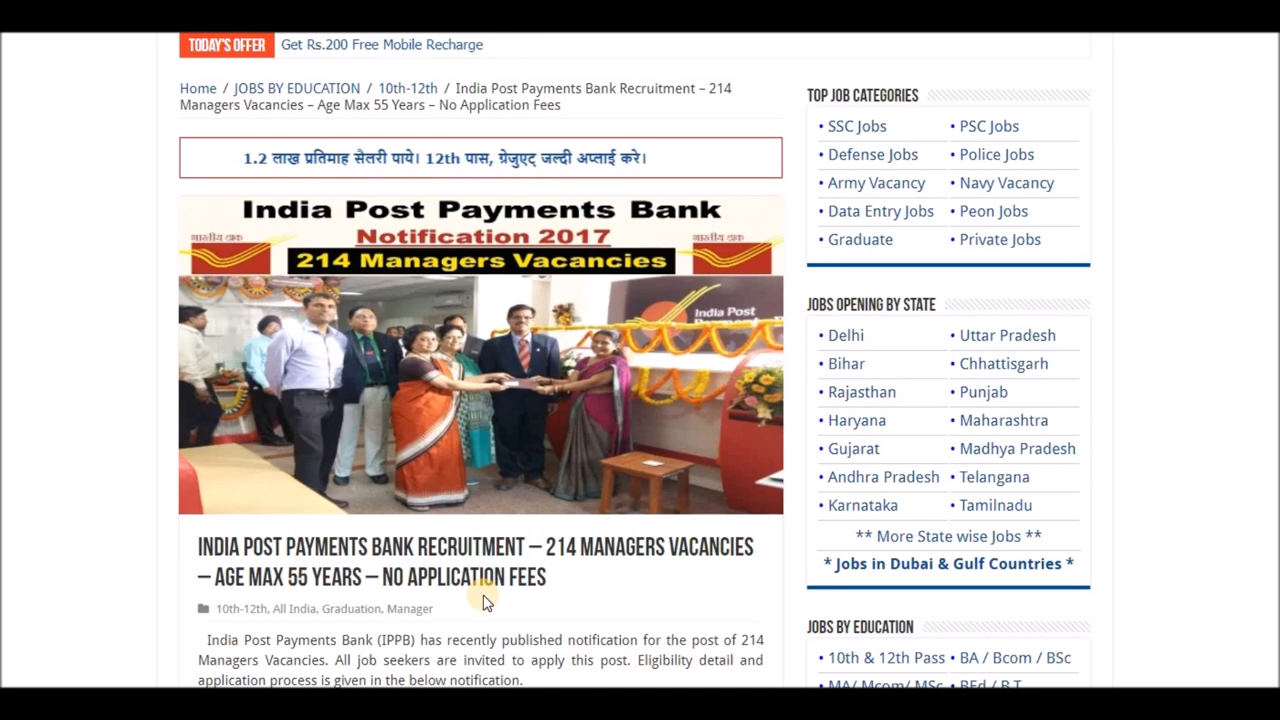 TODAY'S OFFER
Get Rs.200 Free Mobile Recharge
Home / JOBS BY EDUCATION / 10th-12th / India Post Payments Bank Recruitment – 214
Managers Vacancies – Age Max 55 Years – No Application Fees
1.2 लाख प्रतिमाह सैलरी पाये। 12th पास, ग्रेजुएट् जल्दी अप्लाई करे।
India Post Payments Bank
भारतीय डाक
Notification 2017
भारतीय डाक
214 Managers Vacancies
India Post
INDIA POST PAYMENTS BANK RECRUITMENT – 214 MANAGERS VACANCIES
– AGE MAX 55 YEARS – NO APPLICATION FEES
10th-12th, All India, Graduation, Manager
India Post Payments Bank (IPPB) has recently published notification for the post of 214
Managers Vacancies. All job seekers are invited to apply this post. Eligibility detail and
application process is given in the below notification.
TOP JOB CATEGORIES
• SSC Jobs • PSC Jobs
• Defense Jobs • Police Jobs
• Army Vacancy • Navy Vacancy
• Data Entry Jobs • Peon Jobs
• Graduate • Private Jobs
JOBS OPENING BY STATE
• Delhi • Uttar Pradesh
• Bihar • Chhattisgarh
• Rajasthan • Punjab
• Haryana • Maharashtra
• Gujarat • Madhya Pradesh
• Andhra Pradesh • Telangana
• Karnataka • Tamilnadu
** More State wise Jobs **
* Jobs in Dubai & Gulf Countries *
JOBS BY EDUCATION
• 10th & 12th Pass • BA / Bcom / BSc
• MA/ Mcom/ MSc • BEd / B.T